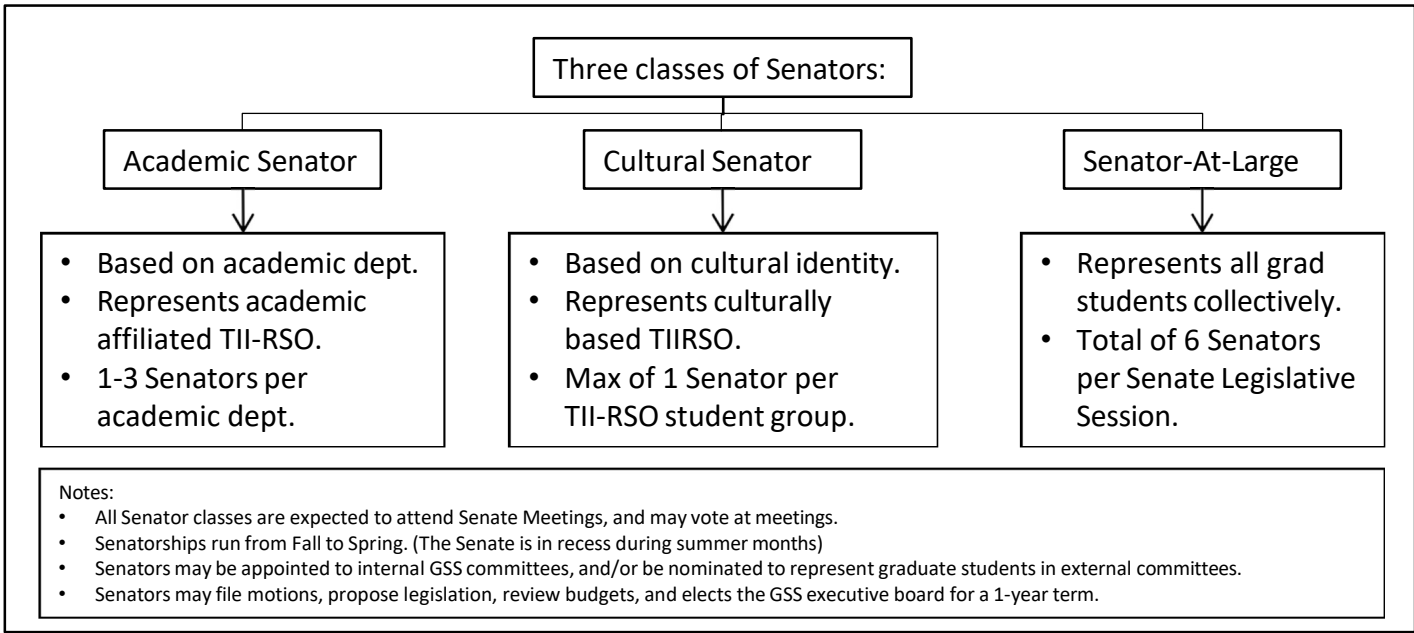 Three classes of Senators:
Academic Senator
Cultural Senator
Senator-At-Large
• Based on academic dept.
• Represents academic
affiliated TII-RSO.
• 1-3 Senators per
academic dept.
• Based on cultural identity.
• Represents culturally
based TIIRSO.
• Max of 1 Senator per
TII-RSO student group.
• Represents all grad
students collectively.
• Total of 6 Senators
per Senate Legislative
Session.
Notes:
• All Senator classes are expected to attend Senate Meetings, and may vote at meetings.
• Senatorships run from Fall to Spring. (The Senate is in recess during summer months)
• Senators may be appointed to internal GSS committees, and/or be nominated to represent graduate students in external committees.
• Senators may file motions, propose legislation, review budgets, and elects the GSS executive board for a 1-year term.